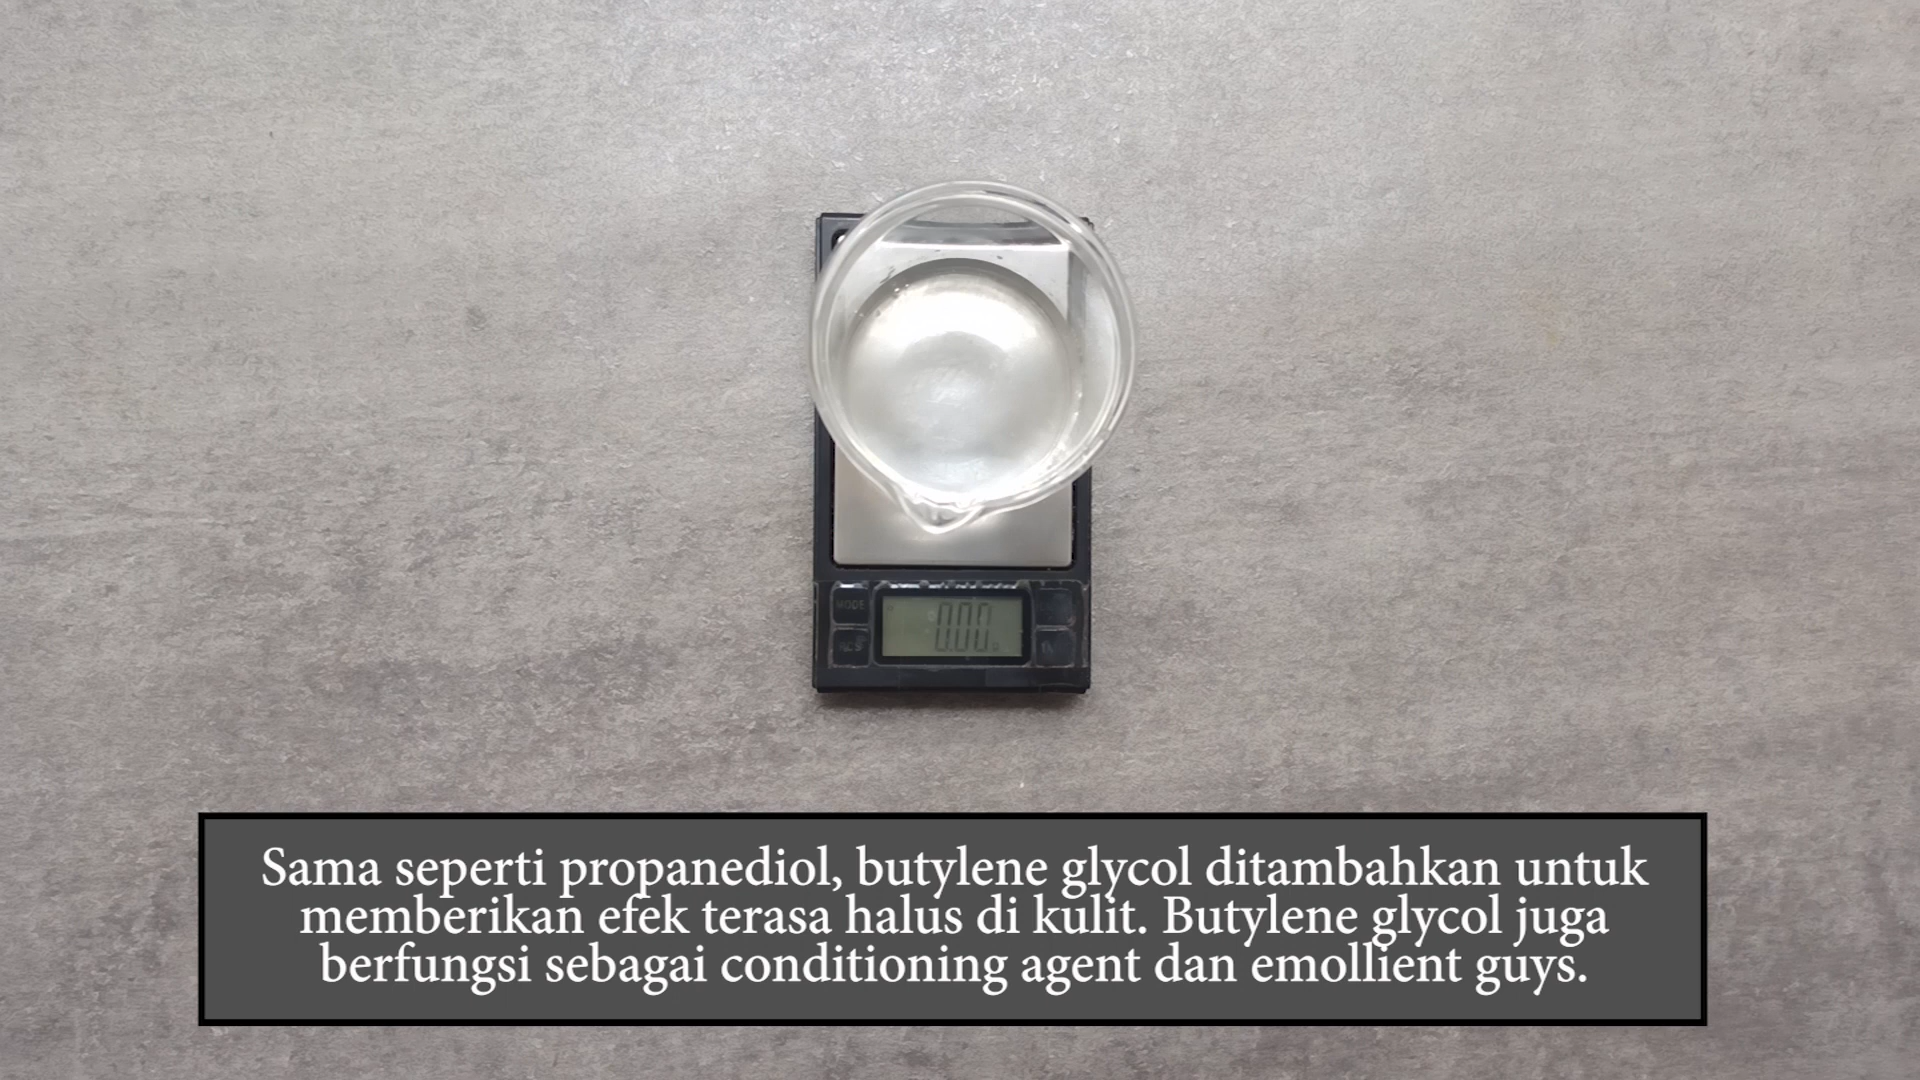 MODE
0.00
Sama seperti propanediol, butylene glycol ditambahkan untuk
memberikan efek terasa halus di kulit. Butylene glycol juga
berfungsi sebagai conditioning agent dan emollient guys.